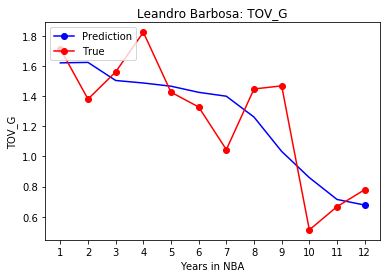 Leandro Barbosa: TOV_G
Prediction
True
1.8
1.6
1.4
1.2
1.0
0.8
0.6
TOV_G
1 2 3 4 5 6 7 8 9 10 11 12
Years in NBA